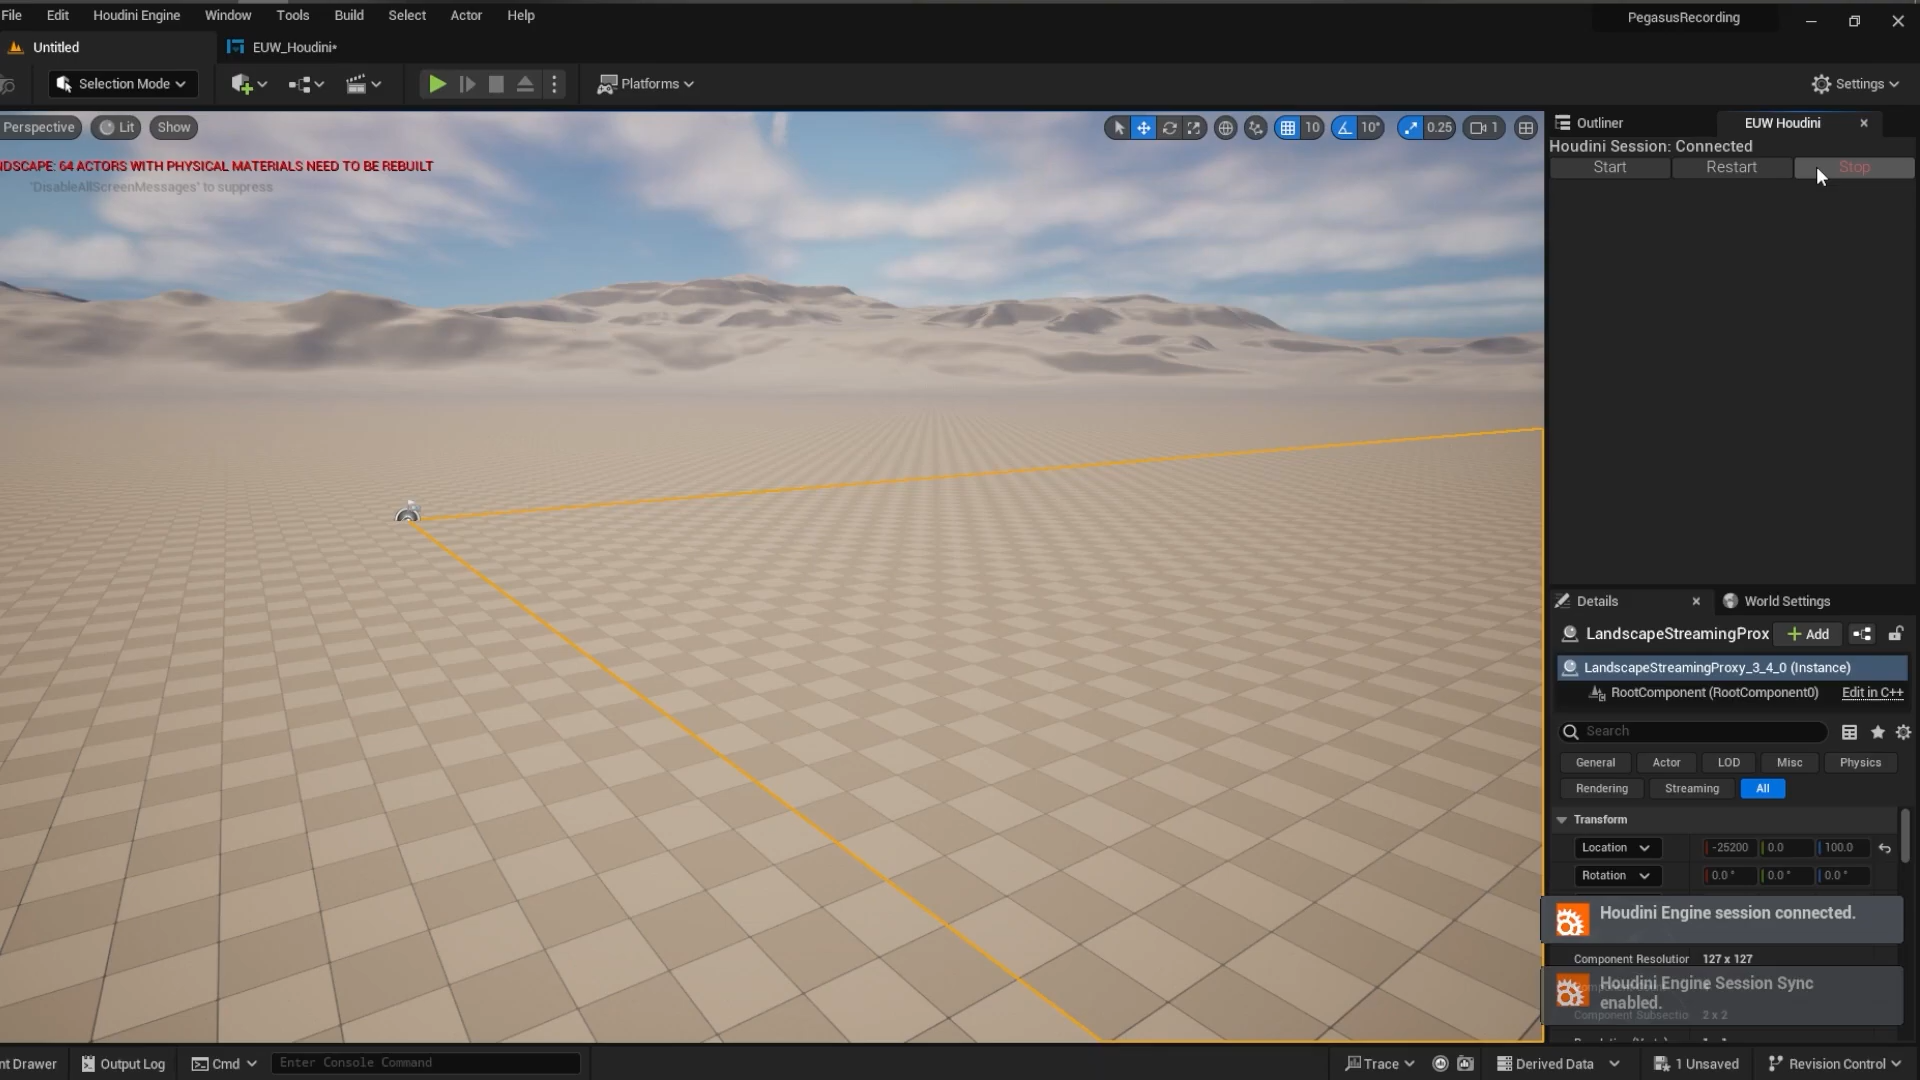 File Edit Houdini Engine Window Tools Build Select Actor Help PegasusRecording
Untitled EUW_Houdini*
Selection Mode Platforms Settings
Perspective Lit Show 10 10° 0.25 1
Outliner EUW Houdini
Houdini Session: Connected
Start Restart Stop
NDSCAPE: 64 ACTORS WITH PHYSICAL MATERIALS NEED TO BE REBUILT
'DisableAllScreenMessages' to suppress
Details World Settings
LandscapeStreamingProx Add
LandscapeStreamingProxy_3_4_0 (Instance)
RootComponent (RootComponent0) Edit in C++
Search
General Actor LOD Misc Physics
Rendering Streaming All
Transform
Location -25200 0.0 100.0
Rotation 0.0° 0.0° 0.0°
Houdini Engine session connected.
Component Resolution 127 x 127
Houdini Engine Session Sync
enabled.
Component Subsectio 2 x 2
nt Drawer Output Log Cmd Enter Console Command Trace Derived Data 1 Unsaved Revision Control